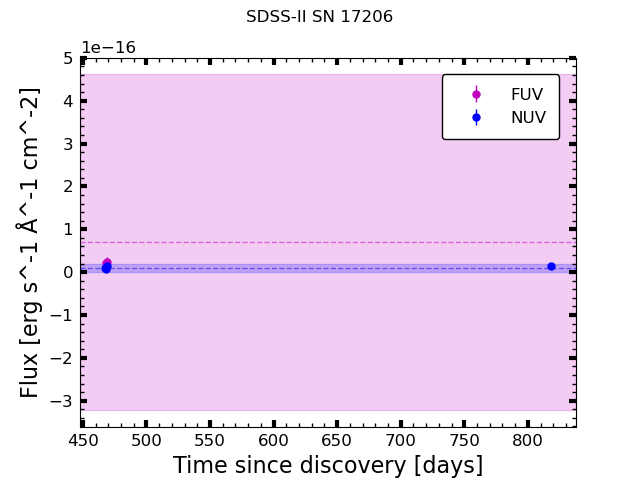 SDSS-II SN 17206
1e−16
5
4
3
2
1
0
−1
−2
−3
Flux [erg s^-1 Å^-1 cm^-2]
FUV
NUV
450 500 550 600 650 700 750 800
Time since discovery [days]